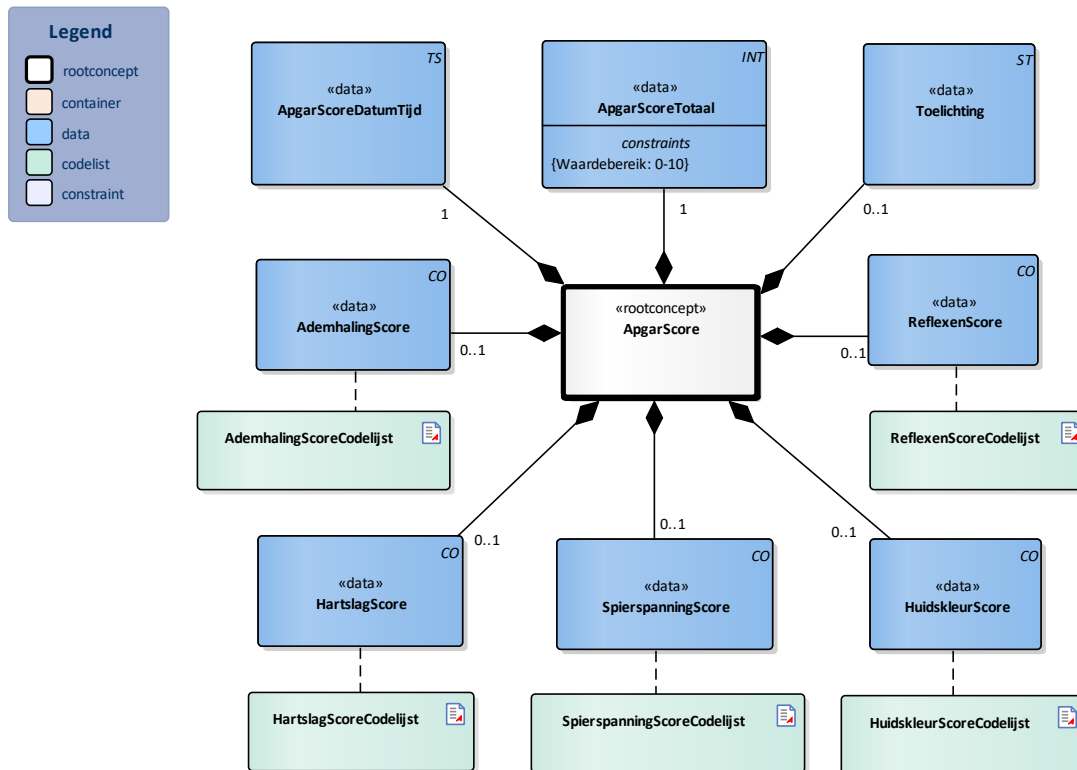 Legend
rootconcept
container
data
codelist
constraint
TS
«data»
ApgarScoreDatumTijd
INT
«data»
ApgarScoreTotaal
constraints
{Waardebereik: 0-10}
ST
«data»
Toelichting
1
1
0..1
CO
«data»
AdemhalingScore
0..1
«rootconcept»
ApgarScore
CO
«data»
ReflexenScore
0..1
AdemhalingScoreCodelijst
ReflexenScoreCodelijst
0..1
0..1
0..1
CO
«data»
HartslagScore
CO
«data»
SpierspanningScore
CO
«data»
HuidskleurScore
HartslagScoreCodelijst
SpierspanningScoreCodelijst
HuidskleurScoreCodelijst